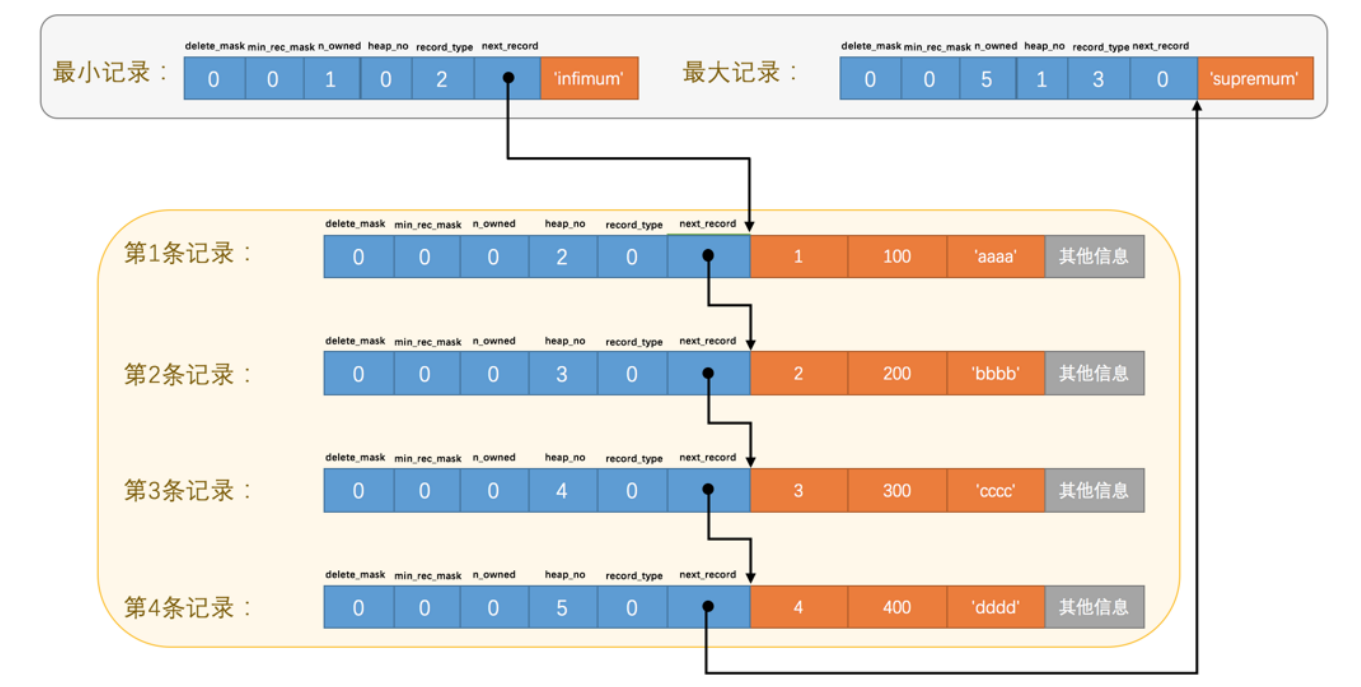 delete_mask min_rec_mask n_owned heap_no record_type next_record
最小记录： 0 0 1 0 2 'infimum'
delete_mask min_rec_mask n_owned heap_no record_type next_record
最大记录： 0 0 5 1 3 0 'supremum'
delete_mask min_rec_mask n_owned heap_no record_type next_record
第1条记录： 0 0 0 2 0 1 100 'aaaa' 其他信息
delete_mask min_rec_mask n_owned heap_no record_type next_record
第2条记录： 0 0 0 3 0 2 200 'bbbb' 其他信息
delete_mask min_rec_mask n_owned heap_no record_type next_record
第3条记录： 0 0 0 4 0 3 300 'cccc' 其他信息
delete_mask min_rec_mask n_owned heap_no record_type next_record
第4条记录： 0 0 0 5 0 4 400 'dddd' 其他信息